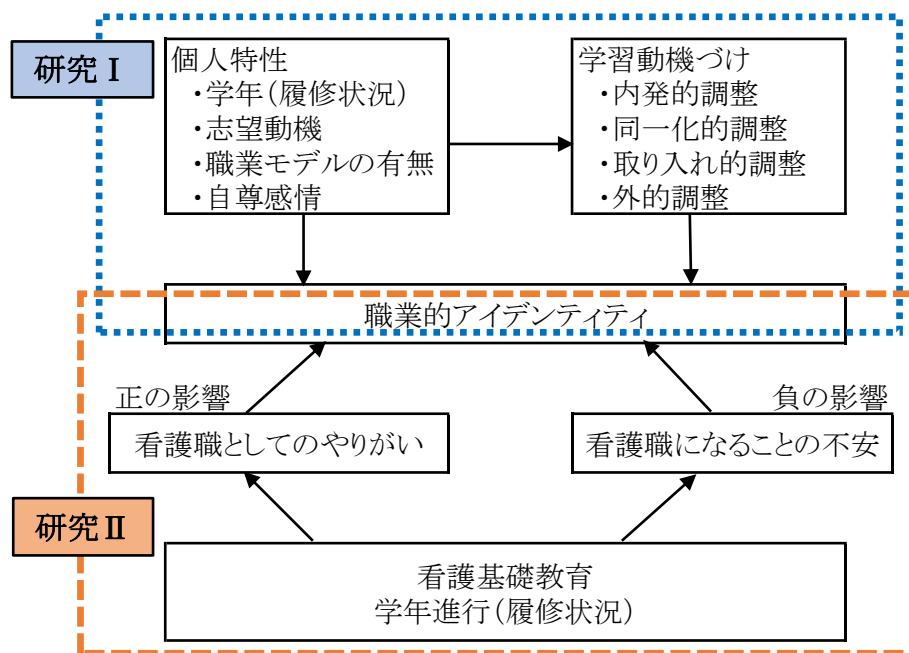 研究Ⅰ
個人特性
・学年(履修状況)
・志望動機
・職業モデルの有無
・自尊感情
学習動機づけ
・内発的調整
・同一化的調整
・取り入れ的調整
・外的調整
職業的アイデンティティ
正の影響
負の影響
看護職としてのやりがい
看護職になることの不安
研究Ⅱ
看護基礎教育
学年進行(履修状況)